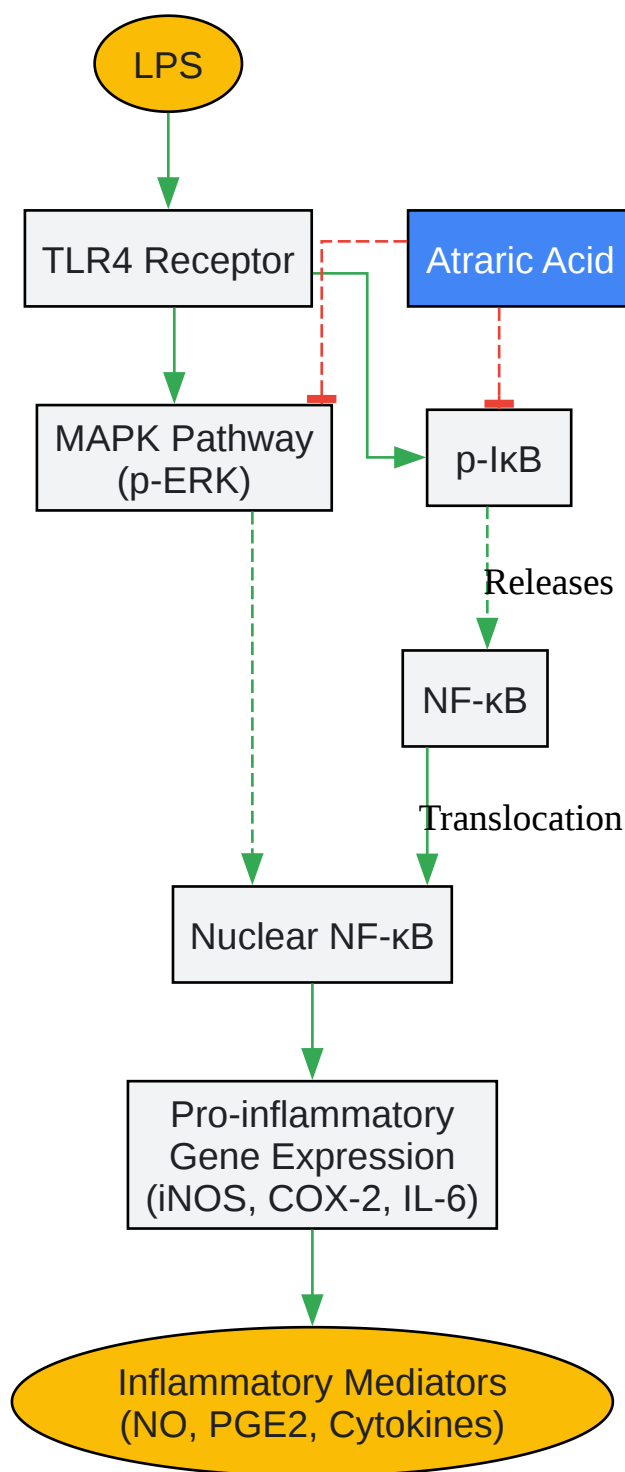 LPS
TLR4 Receptor
Atraric Acid
MAPK Pathway
(p-ERK)
p-IκB
Releases
NF-κB
Translocation
Nuclear NF-κB
Pro-inflammatory
Gene Expression
(iNOS, COX-2, IL-6)
Inflammatory Mediators
(NO, PGE2, Cytokines)